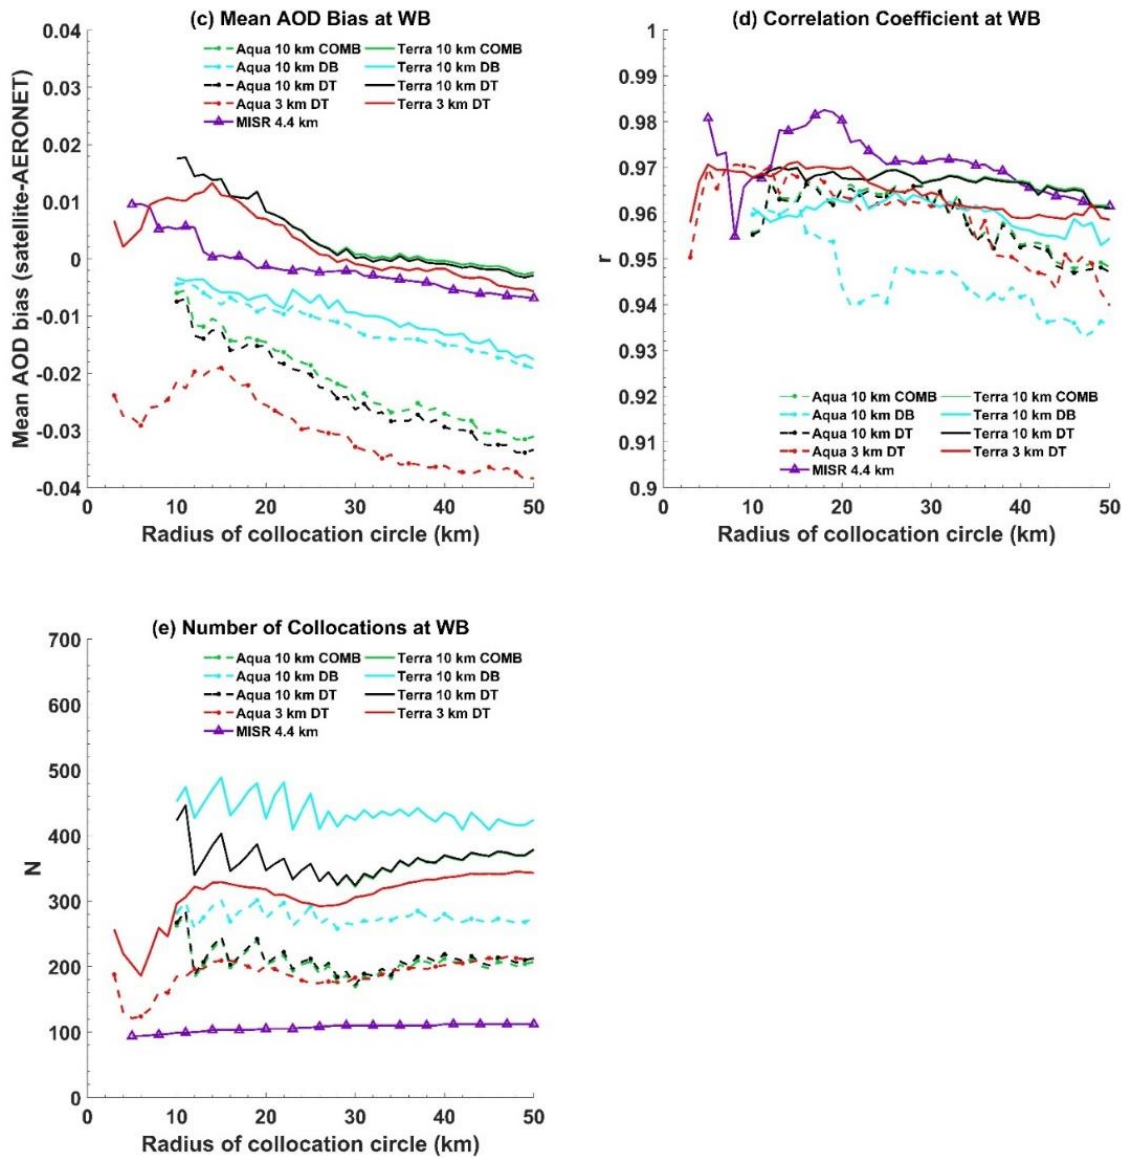 (c) Mean AOD Bias at WB
0.04
0.03
0.02
0.01
0
-0.01
-0.02
-0.03
-0.04
Mean AOD bias (satellite-AERONET)
Aqua 10 km COMB Terra 10 km COMB
Aqua 10 km DB Terra 10 km DB
Aqua 10 km DT Terra 10 km DT
Aqua 3 km DT Terra 3 km DT
MISR 4.4 km
0 10 20 30 40 50
Radius of collocation circle (km)
(d) Correlation Coefficient at WB
1
0.99
0.98
0.97
0.96
0.95
0.94
0.93
0.92
0.91
0.9
r
Aqua 10 km COMB Terra 10 km COMB
Aqua 10 km DB Terra 10 km DB
Aqua 10 km DT Terra 10 km DT
Aqua 3 km DT Terra 3 km DT
MISR 4.4 km
0 10 20 30 40 50
Radius of collocation circle (km)
(e) Number of Collocations at WB
700
600
500
400
300
200
100
0
N
Aqua 10 km COMB Terra 10 km COMB
Aqua 10 km DB Terra 10 km DB
Aqua 10 km DT Terra 10 km DT
Aqua 3 km DT Terra 3 km DT
MISR 4.4 km
0 10 20 30 40 50
Radius of collocation circle (km)